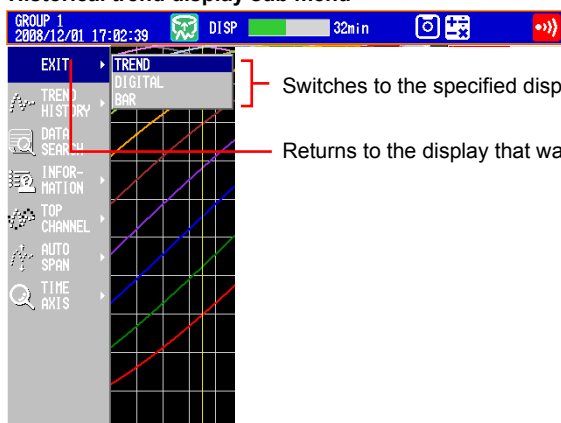 Historical trend display sub menu
GROUP 1
2008/12/01 17:02:39
DISP
32min
EXIT
TREND
DIGITAL
BAR
TREND
HISTORY
DATA
SEARCH
INFOR-
MATION
TOP
CHANNEL
AUTO
SPAN
TIME
AXIS
Switches to the specified disp
Returns to the display that wa